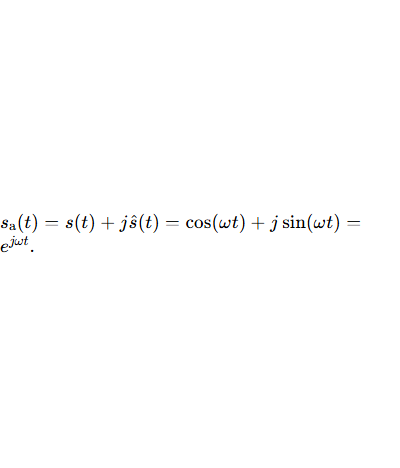 sₐ(t) = s(t) + jŝ(t) = cos(ωt) + j sin(ωt) =
e^{jωt}.